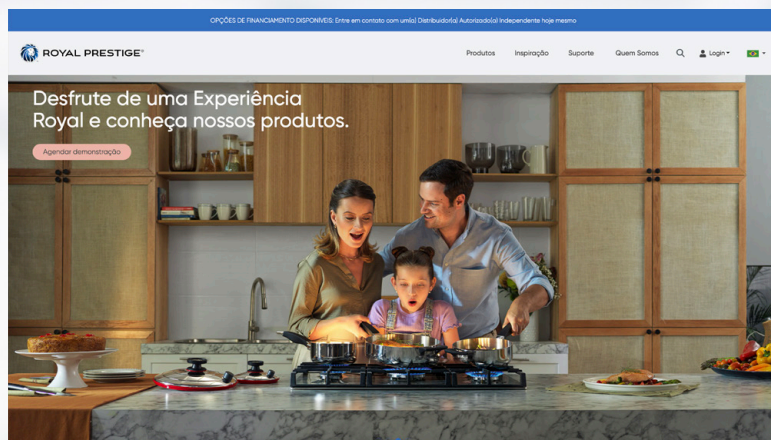 OPÇÕES DE FINANCIAMENTO DISPONÍVEIS: Entre em contato com um(a) Distribuidor(a) Autorizado(a) Independente hoje mesmo
ROYAL PRESTIGE®
Produtos Inspiração Suporte Quem Somos Login
Desfrute de uma Experiência
Royal e conheça nossos produtos.
Agendar demonstração